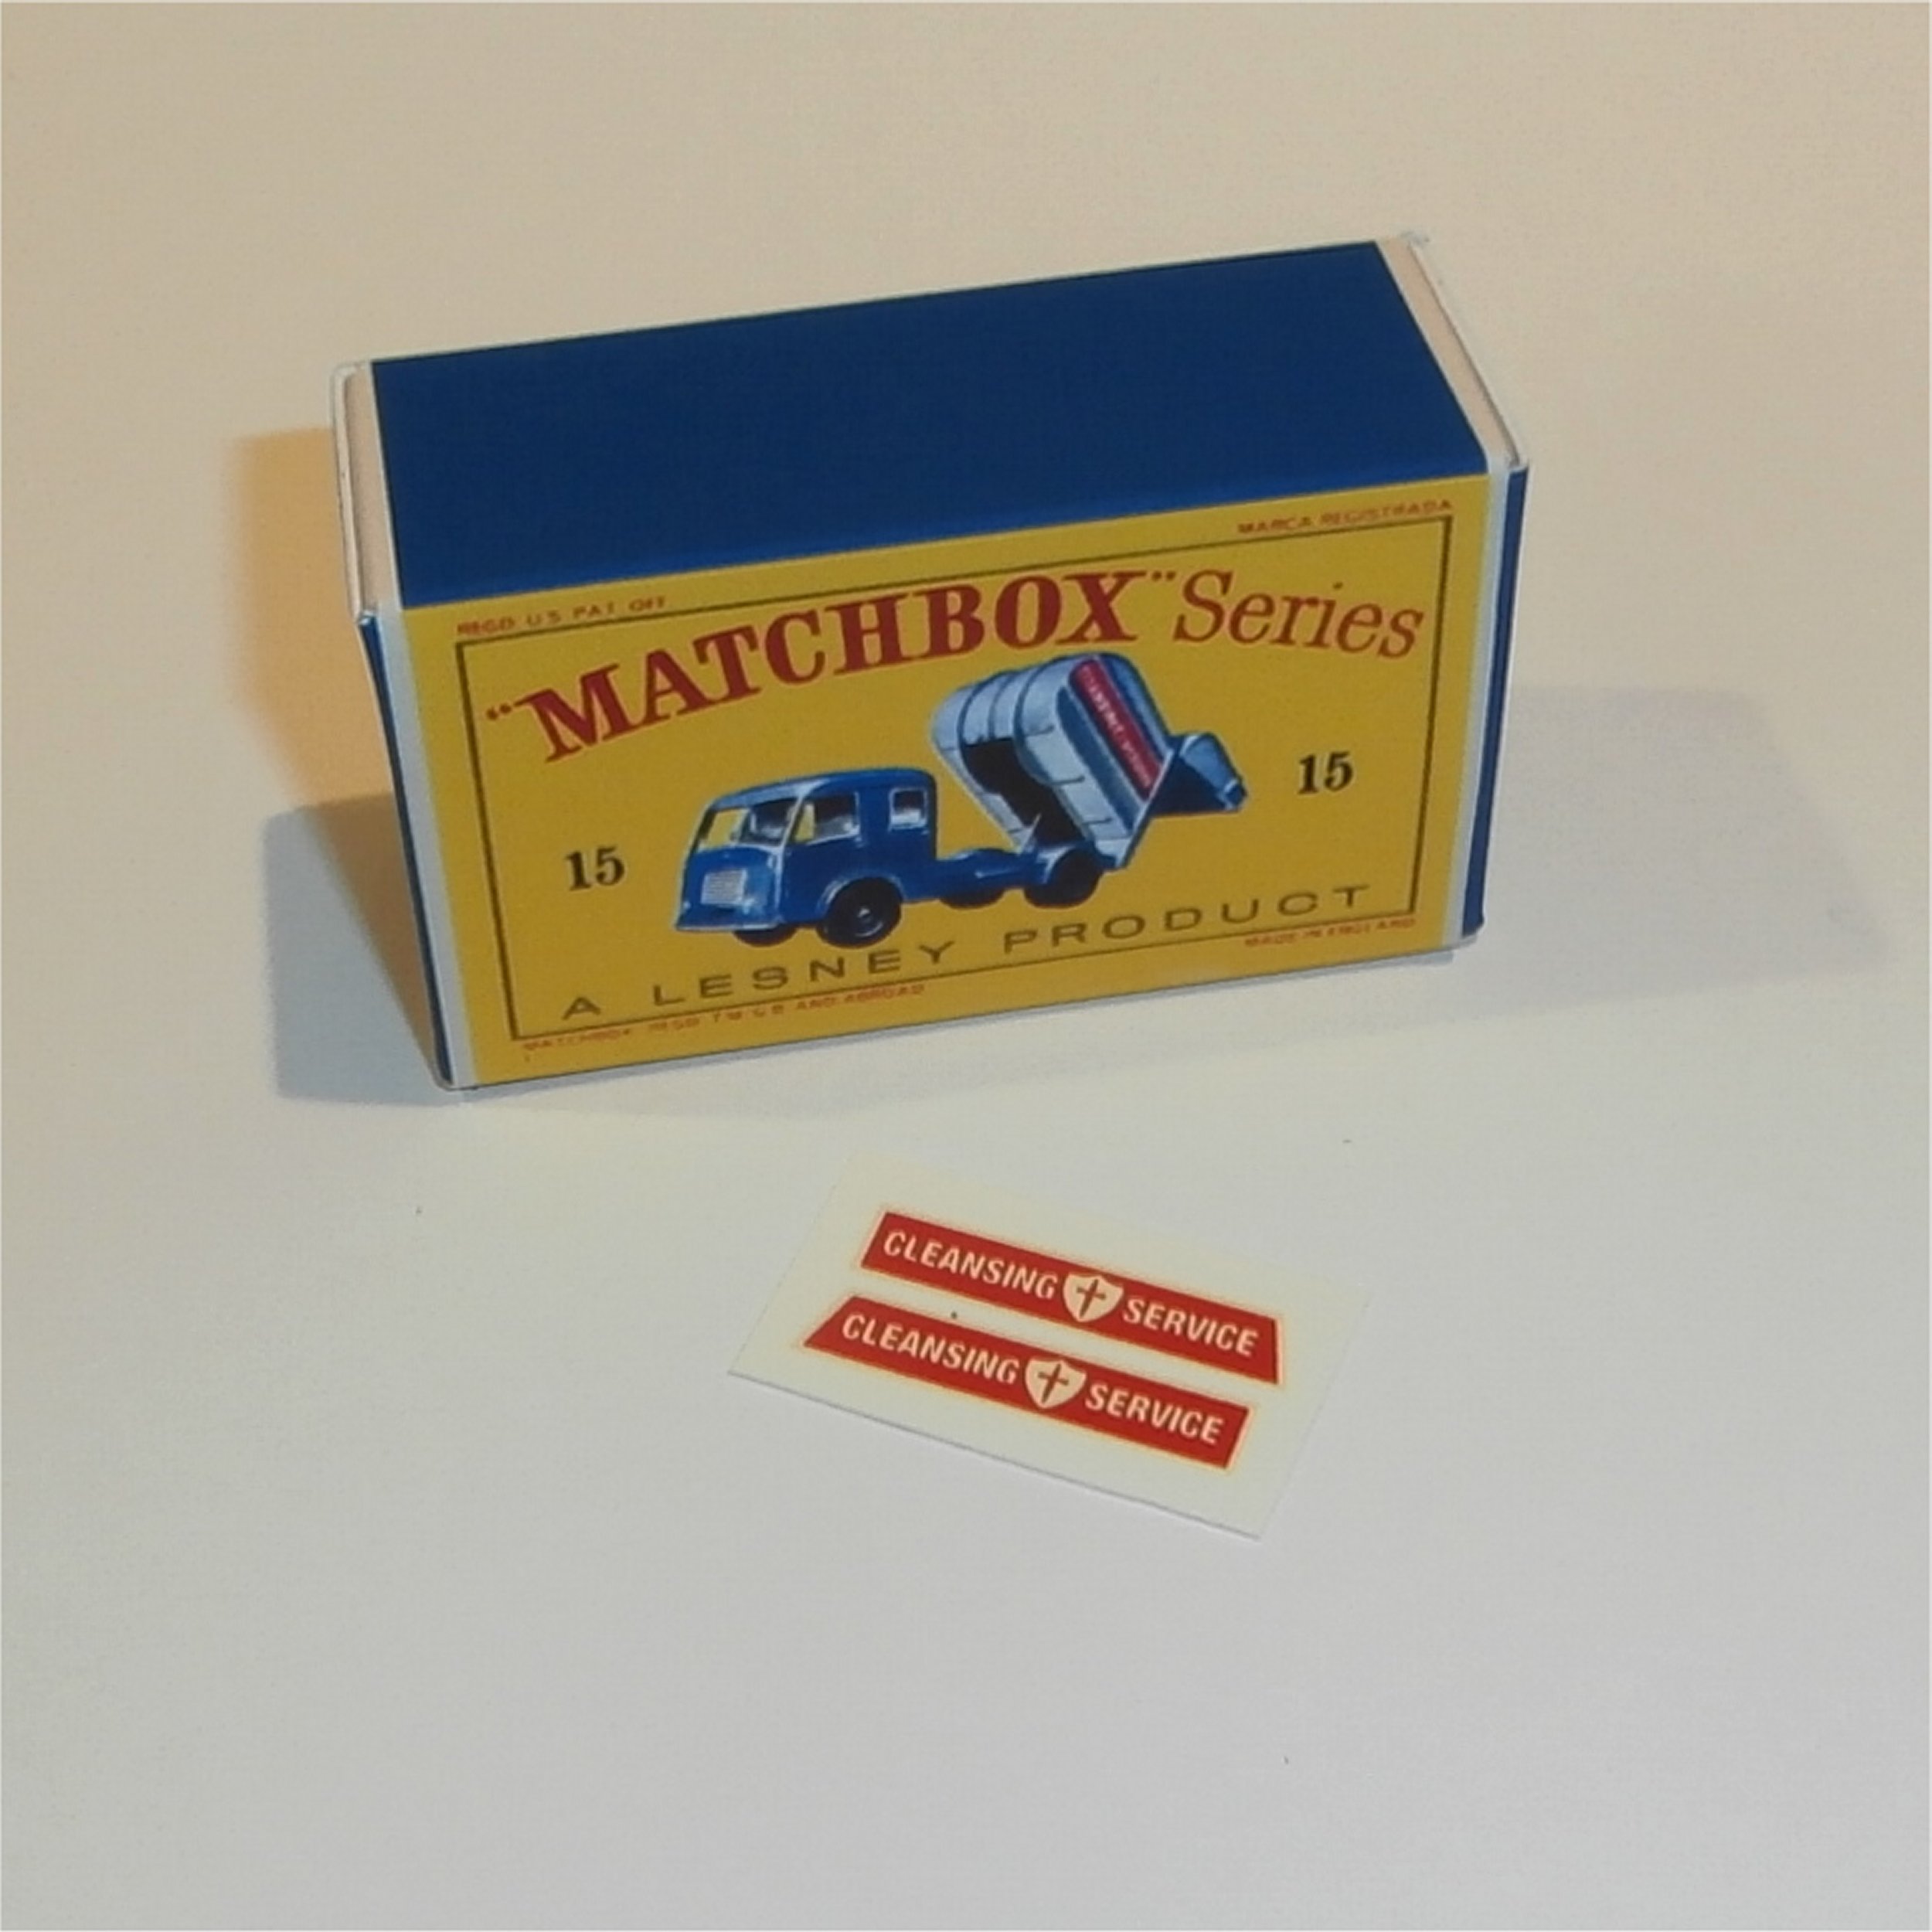 MARCA REGISTRADA
REGD U.S. PAT. OFF
"MATCHBOX" Series
15
15
A LESNEY PRODUCT
MADE IN ENGLAND
MATCHBOX REGD T M G B AND ABROAD
CLEANSING SERVICE
CLEANSING SERVICE